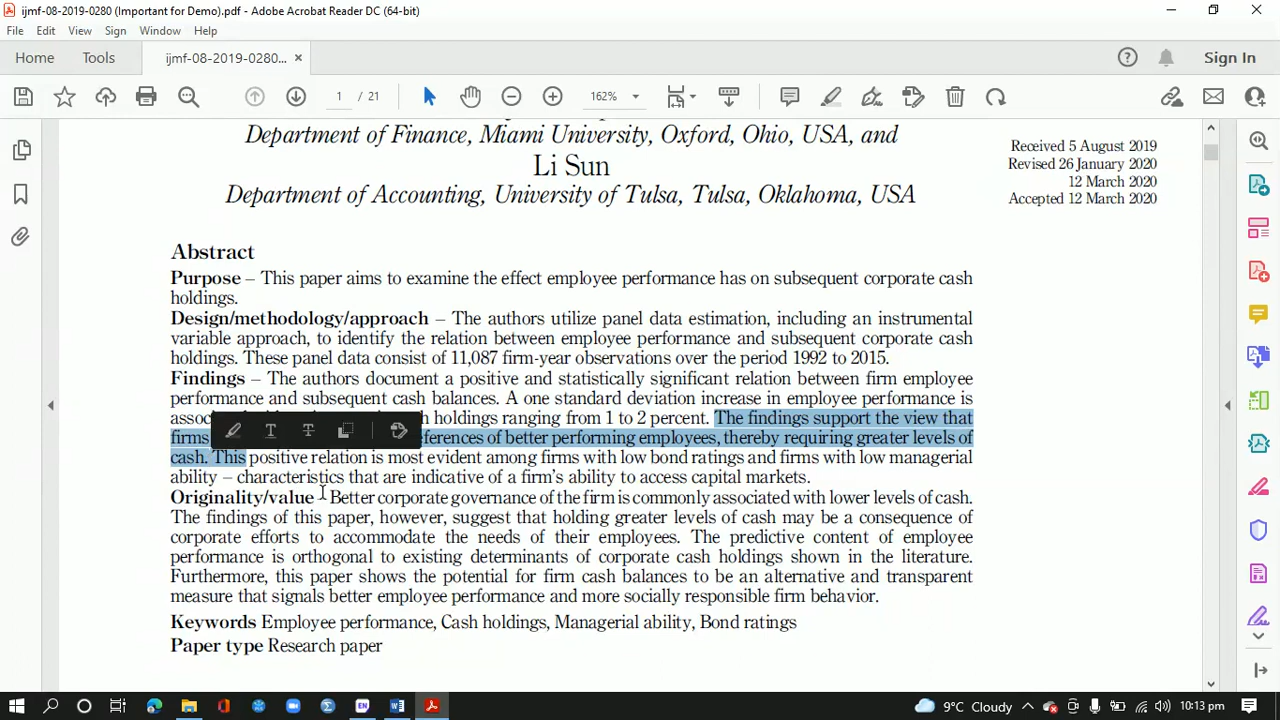 ijmf-08-2019-0280 (Important for Demo).pdf - Adobe Acrobat Reader DC (64-bit)
File Edit View Sign Window Help
Home Tools ijmf-08-2019-0280... × Sign In
1 / 21 162%
Department of Finance, Miami University, Oxford, Ohio, USA, and
Li Sun
Department of Accounting, University of Tulsa, Tulsa, Oklahoma, USA
Received 5 August 2019
Revised 26 January 2020
12 March 2020
Accepted 12 March 2020
Abstract
Purpose – This paper aims to examine the effect employee performance has on subsequent corporate cash
holdings.
Design/methodology/approach – The authors utilize panel data estimation, including an instrumental
variable approach, to identify the relation between employee performance and subsequent corporate cash
holdings. These panel data consist of 11,087 firm-year observations over the period 1992 to 2015.
Findings – The authors document a positive and statistically significant relation between firm employee
performance and subsequent cash balances. A one standard deviation increase in employee performance is
holdings ranging from 1 to 2 percent. The findings support the view that
firms of better performing employees, thereby requiring greater levels of
cash. This positive relation is most evident among firms with low bond ratings and firms with low managerial
ability – characteristics that are indicative of a firm's ability to access capital markets.
Originality/value – Better corporate governance of the firm is commonly associated with lower levels of cash.
The findings of this paper, however, suggest that holding greater levels of cash may be a consequence of
corporate efforts to accommodate the needs of their employees. The predictive content of employee
performance is orthogonal to existing determinants of corporate cash holdings shown in the literature.
Furthermore, this paper shows the potential for firm cash balances to be an alternative and transparent
measure that signals better employee performance and more socially responsible firm behavior.
Keywords Employee performance, Cash holdings, Managerial ability, Bond ratings
Paper type Research paper
9°C Cloudy 10:13 pm